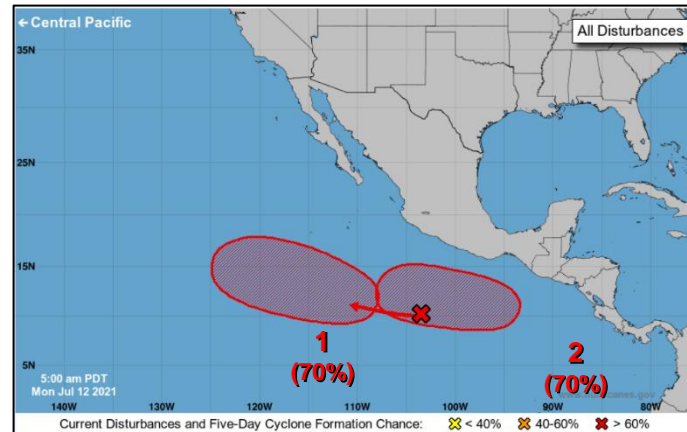 ← Central Pacific
All Disturbances
35N
25N
15N
5N
1
(70%)
2
(70%)
5:00 am PDT
Mon Jul 12 2021
140W 130W 120W 110W 100W 90W 80W
Current Disturbances and Five-Day Cyclone Formation Chance: < 40% 40-60% > 60%